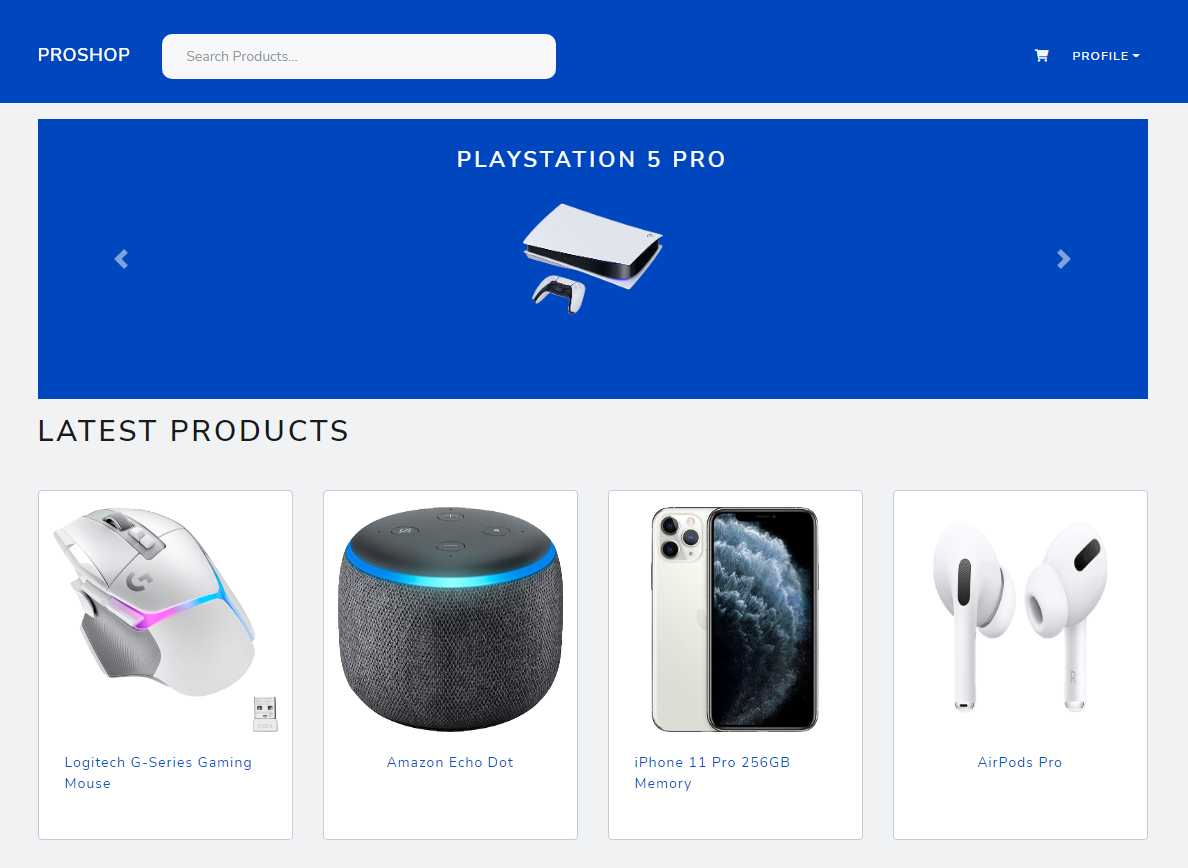 PROSHOP
Search Products...
PROFILE
PLAYSTATION 5 PRO
LATEST PRODUCTS
Logitech G-Series Gaming
Mouse
Amazon Echo Dot
iPhone 11 Pro 256GB
Memory
R
AirPods Pro